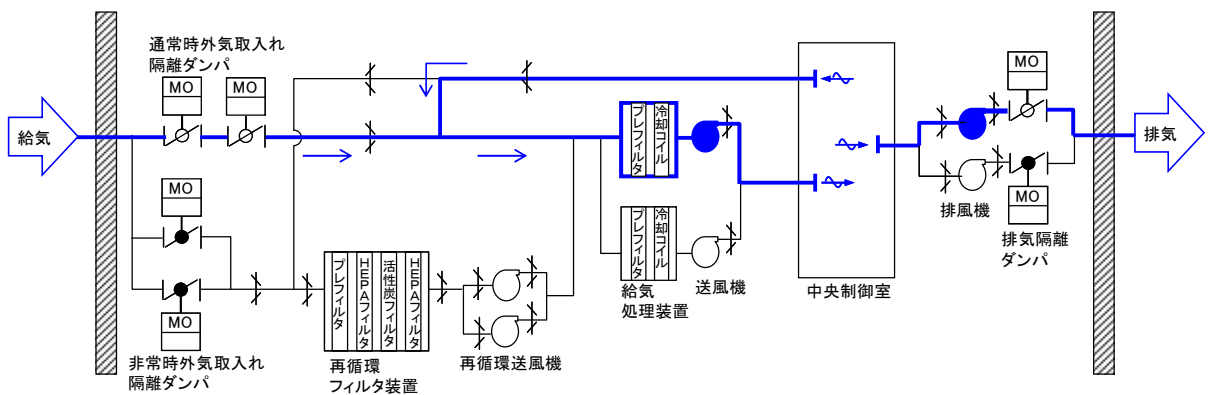 通常時外気取入れ
隔離ダンパ
MO
MO
給気
MO
MO
非常時外気取入れ
隔離ダンパ
プレフィルタ
HEPAフィルタ
活性炭フィルタ
HEPAフィルタ
再循環
フィルタ装置
再循環送風機
プレフィルタ
冷却コイル
プレフィルタ
冷却コイル
給気
処理装置
送風機
中央制御室
MO
排風機
MO
排気隔離
ダンパ
排気